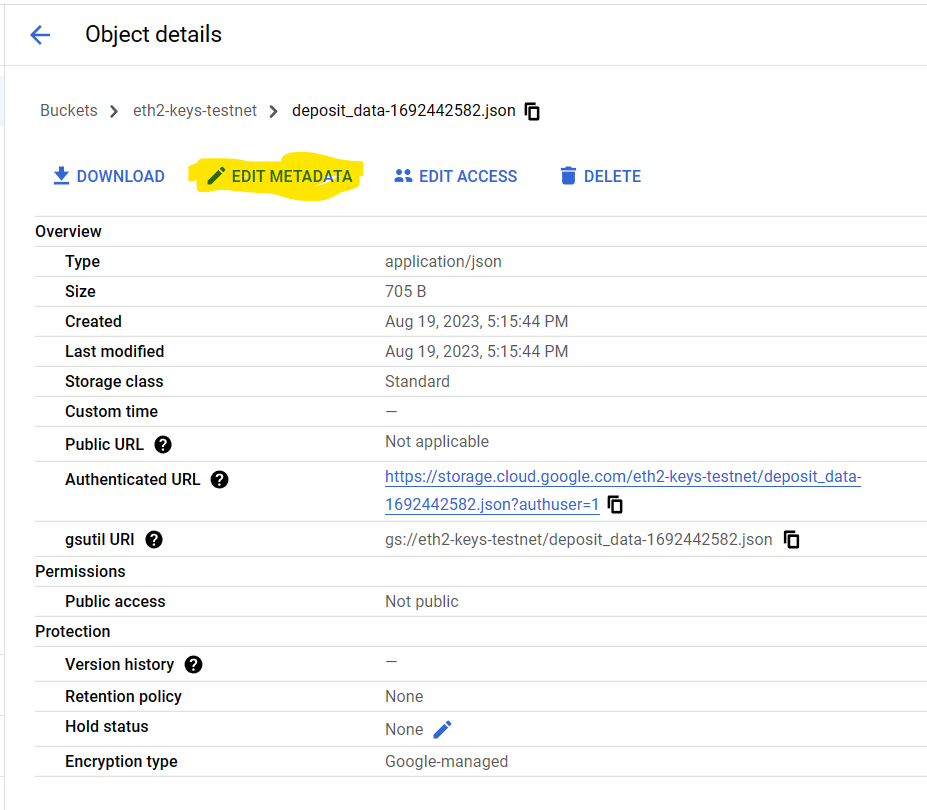 Object details
Buckets > eth2-keys-testnet > deposit_data-1692442582.json
DOWNLOAD EDIT METADATA EDIT ACCESS DELETE
Overview
Type application/json
Size 705 B
Created Aug 19, 2023, 5:15:44 PM
Last modified Aug 19, 2023, 5:15:44 PM
Storage class Standard
Custom time —
Public URL ? Not applicable
Authenticated URL ? https://storage.cloud.google.com/eth2-keys-testnet/deposit_data-
1692442582.json?authuser=1
gsutil URI ? gs://eth2-keys-testnet/deposit_data-1692442582.json
Permissions
Public access Not public
Protection
Version history ? —
Retention policy None
Hold status None
Encryption type Google-managed